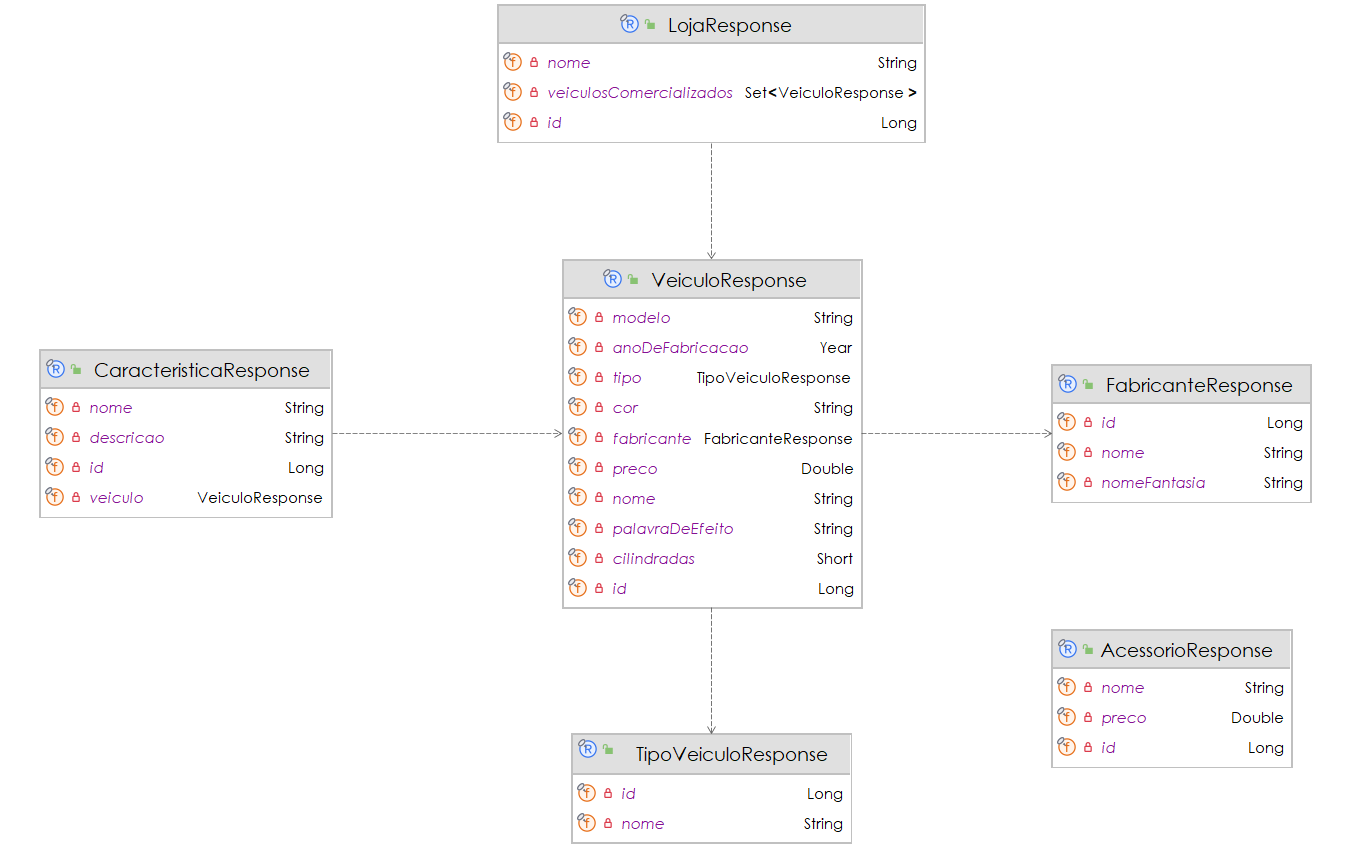 LojaResponse
nome String
veiculosComercializados Set<VeiculoResponse >
id Long
VeiculoResponse
modelo String
anoDeFabricacao Year
tipo TipoVeiculoResponse
cor String
fabricante FabricanteResponse
preco Double
nome String
palavraDeEfeito String
cilindradas Short
id Long
CaracteristicaResponse
nome String
descricao String
id Long
veiculo VeiculoResponse
FabricanteResponse
id Long
nome String
nomeFantasia String
AcessorioResponse
nome String
preco Double
id Long
TipoVeiculoResponse
id Long
nome String